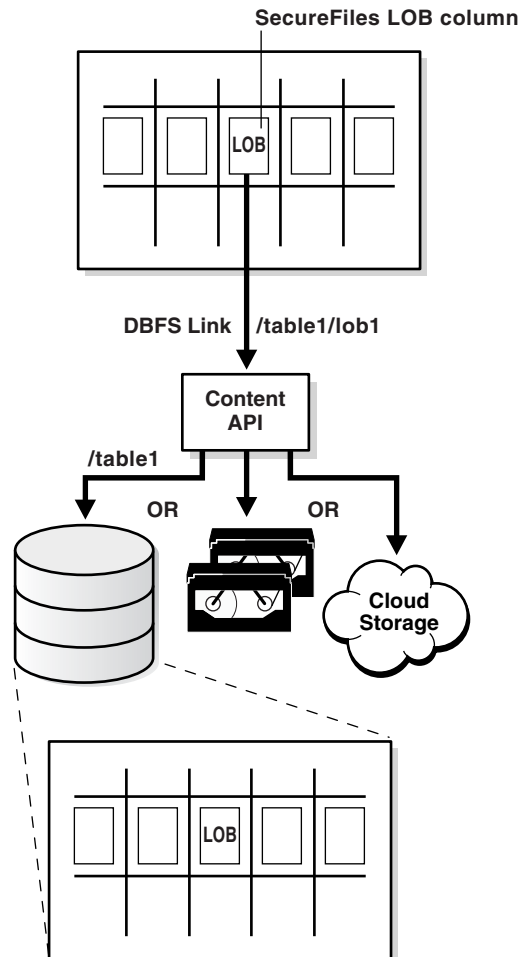 SecureFiles LOB column
LOB
DBFS Link /table1/lob1
Content
API
/table1
OR
OR
Cloud
Storage
LOB